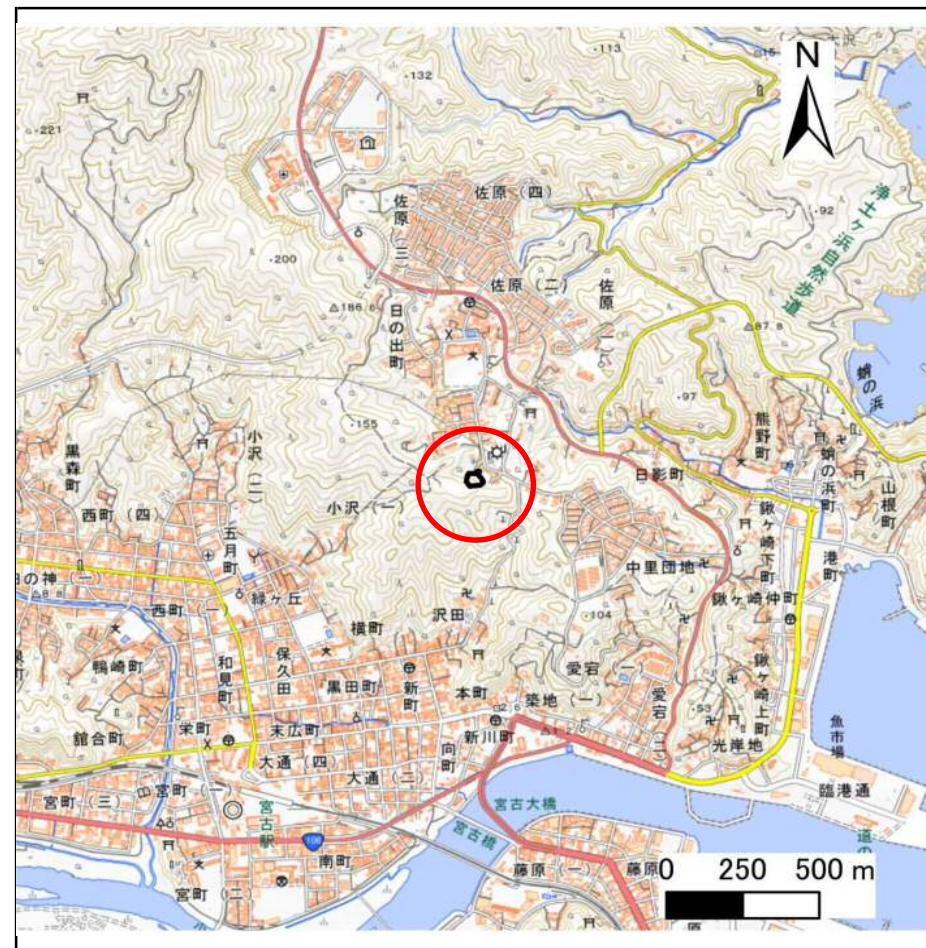 ・113
・132
N
・221
佐原(四)
佐原(三)
浄土ヶ浜自然歩道
・92
・200
佐原(二)
△186.6
日の出町
△87.8
蛸の浜
・97
・155
熊野町
黒森町
小沢(二)
小沢(一)
日影町
蛸の浜町
山根町
西町(四)
五月町
鍬ヶ崎下町
港町
中里団地
緑ヶ丘
沢田
鍬ヶ崎仲町
横町
・104
鴨崎町
和見町
保久田
黒田町
新町
本町
愛宕(一)
愛宕(二)
鍬ヶ崎上町
築地(一)
・53
栄町
末広町
新川町
光岸地
魚市場
舘合町
向町
大通(四)
大通(二)
臨港通
宮町(三)
宮町(一)
宮古駅
宮古大橋
宮古橋
106
南町
藤原(一)
藤原
宮町(二)
0 250 500 m